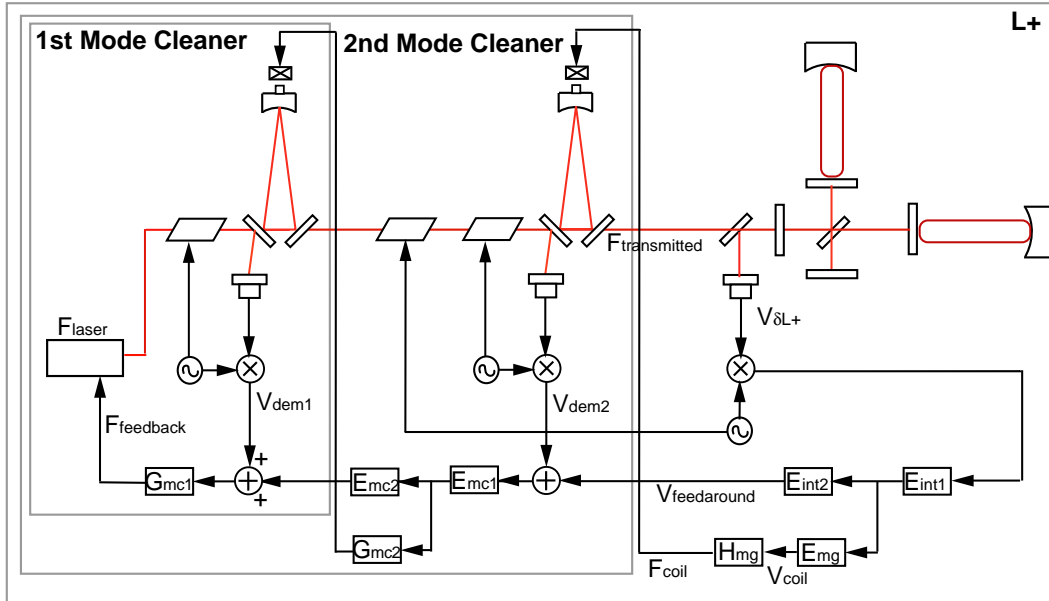 L+
1st Mode Cleaner
2nd Mode Cleaner
Ftransmitted
Flaser
VδL+
Vdem1
Vdem2
Ffeedback
+
+
Gmc1
Emc2
Emc1
Eint2
Eint1
Vfeedaround
Gmc2
Hmg
Emg
Fcoil
Vcoil